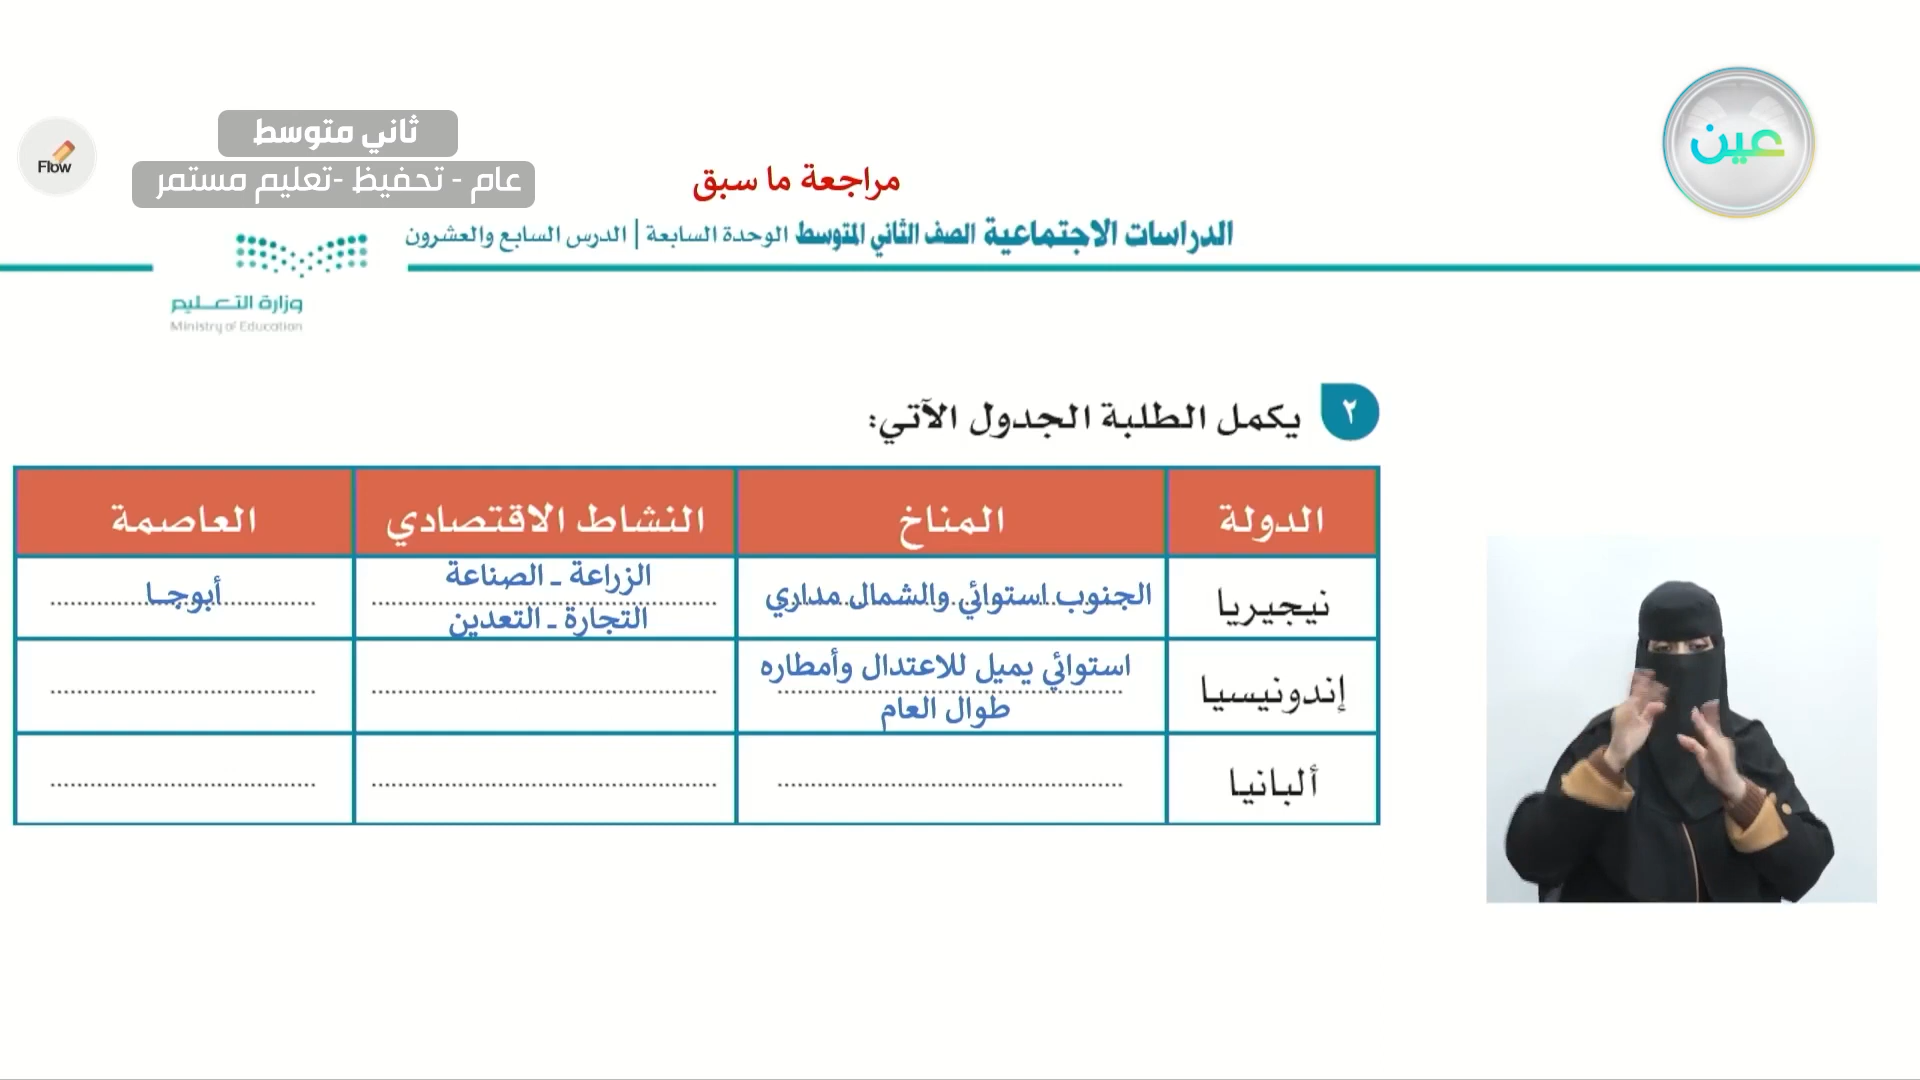 عين
ثاني متوسط
Flow
عام - تحفيظ -تعليم مستمر
مراجعة ما سبق
الدراسات الاجتماعية الصف الثاني المتوسط الوحدة السابعة | الدرس السابع والعشرون
وزارة التعليم
Ministry of Education
٢ يكمل الطلبة الجدول الآتي:
الدولة المناخ النشاط الاقتصادي العاصمة
نيجيريا الجنوب استوائي والشمال مداري الزراعة ـ الصناعة
التجارة ـ التعدين أبوجـا
إندونيسيا استوائي يميل للاعتدال وأمطاره
طوال العام
ألبانيا